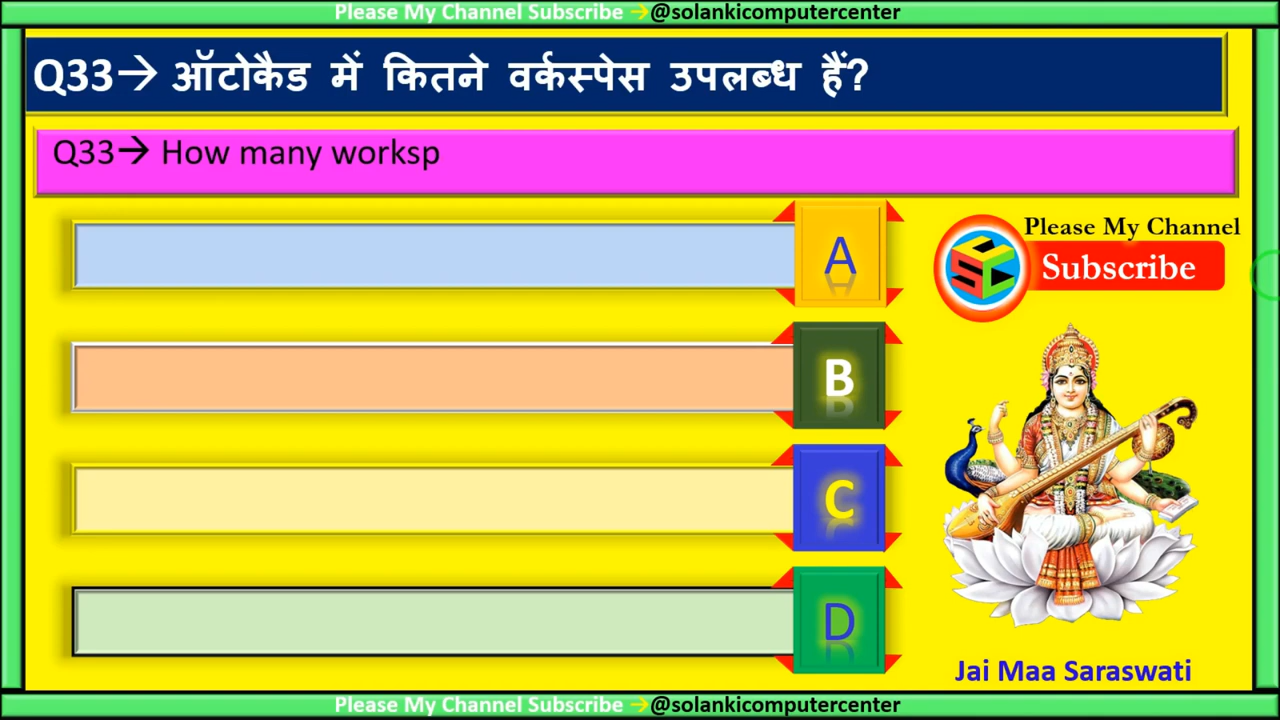 Please My Channel Subscribe →@solankicomputercenter
Q33→ ऑटोकैड में कितने वर्कस्पेस उपलब्ध हैं?
Q33→ How many worksp
A
B
C
D
Please My Channel
SCC
Subscribe
Jai Maa Saraswati
Please My Channel Subscribe →@solankicomputercenter